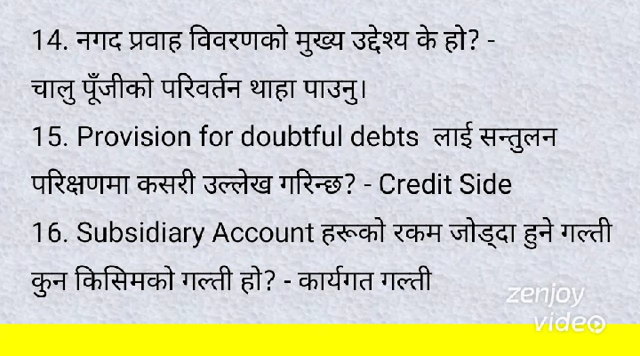 14. नगद प्रवाह विवरणको मुख्य उद्देश्य के हो? -
चालु पूँजीको परिवर्तन थाहा पाउनु।
15. Provision for doubtful debts लाई सन्तुलन
परिक्षणमा कसरी उल्लेख गरिन्छ? - Credit Side
16. Subsidiary Account हरूको रकम जोड्दा हुने गल्ती
कुन किसिमको गल्ती हो? - कार्यगत गल्ती
zenjoy
video